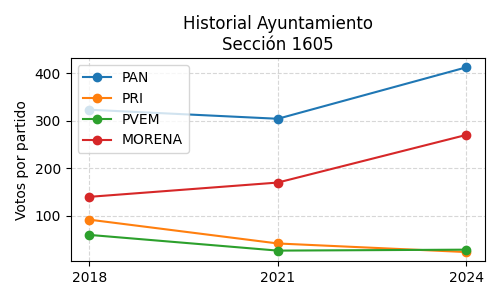 Historial Ayuntamiento
Sección 1605
Votos por partido
400
300
200
100
PAN
PRI
PVEM
MORENA
2018
2021
2024